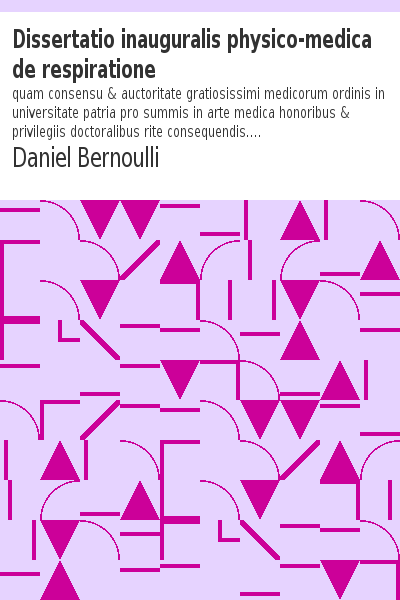 Dissertatio inauguralis physico-medica
de respiratione
quam consensu & auctoritate gratiosissimi medicorum ordinis in
universitate patria pro summis in arte medica honoribus &
privilegiis doctoralibus rite consequendis....
Daniel Bernoulli